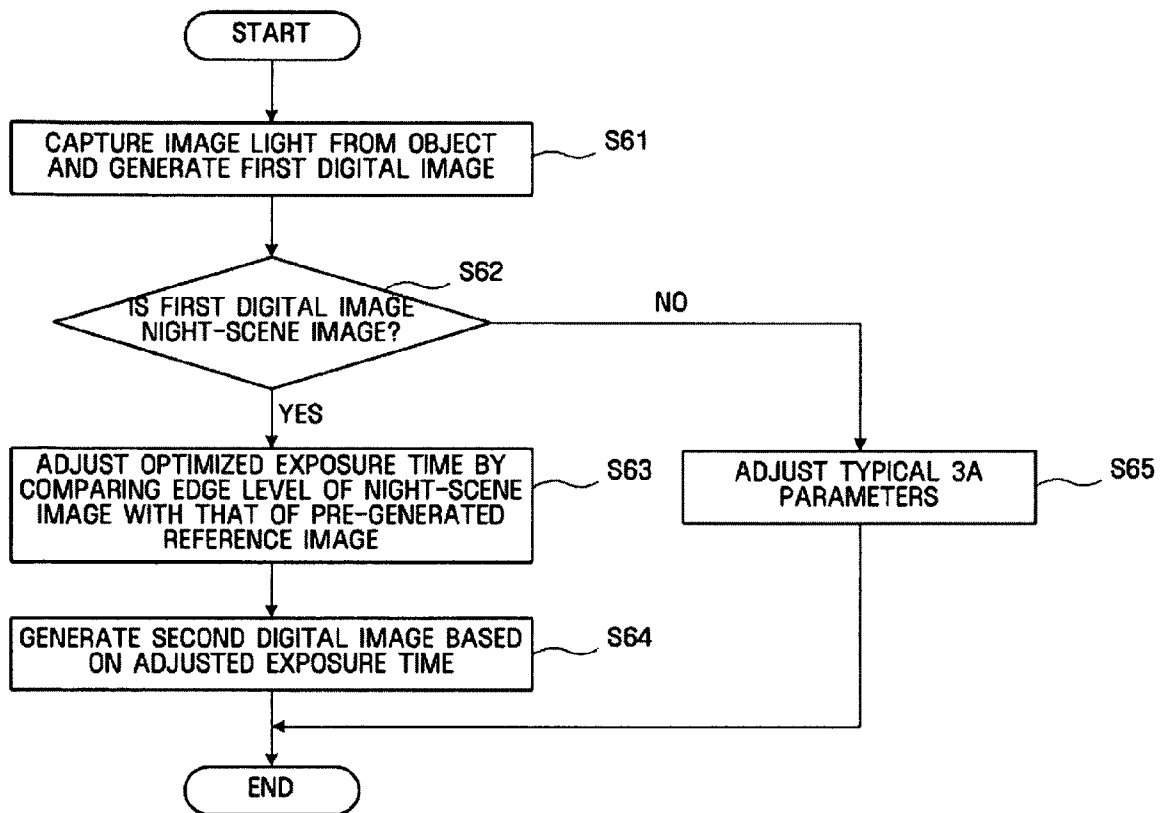 START
CAPTURE IMAGE LIGHT FROM OBJECT
AND GENERATE FIRST DIGITAL IMAGE
S61
S62
IS FIRST DIGITAL IMAGE
NIGHT-SCENE IMAGE?
NO
YES
ADJUST OPTIMIZED EXPOSURE TIME BY
COMPARING EDGE LEVEL OF NIGHT-SCENE
IMAGE WITH THAT OF PRE-GENERATED
REFERENCE IMAGE
S63
ADJUST TYPICAL 3A
PARAMETERS
S65
GENERATE SECOND DIGITAL IMAGE BASED
ON ADJUSTED EXPOSURE TIME
S64
END